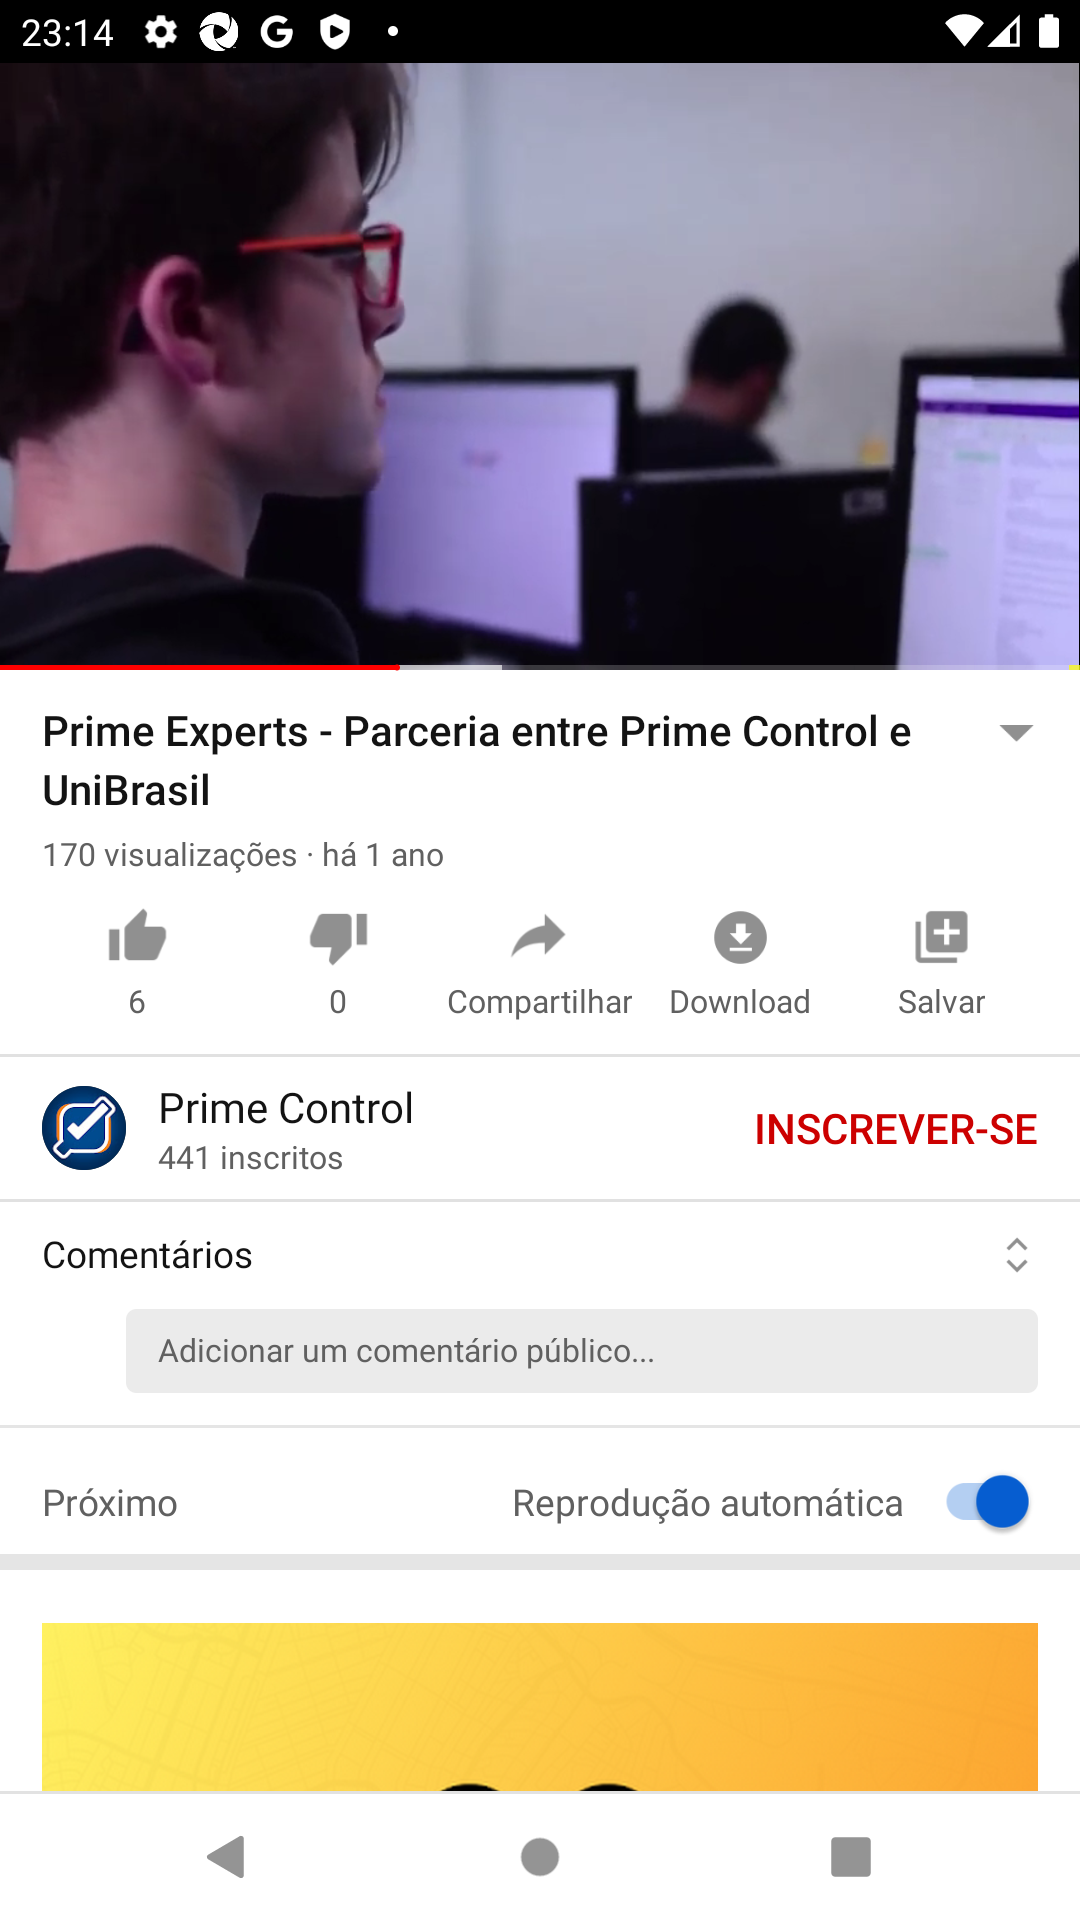 23:14
Prime Experts - Parceria entre Prime Control e
UniBrasil
170 visualizações · há 1 ano
6
0
Compartilhar
Download
Salvar
Prime Control
441 inscritos
INSCREVER-SE
Comentários
Adicionar um comentário público...
Próximo
Reprodução automática